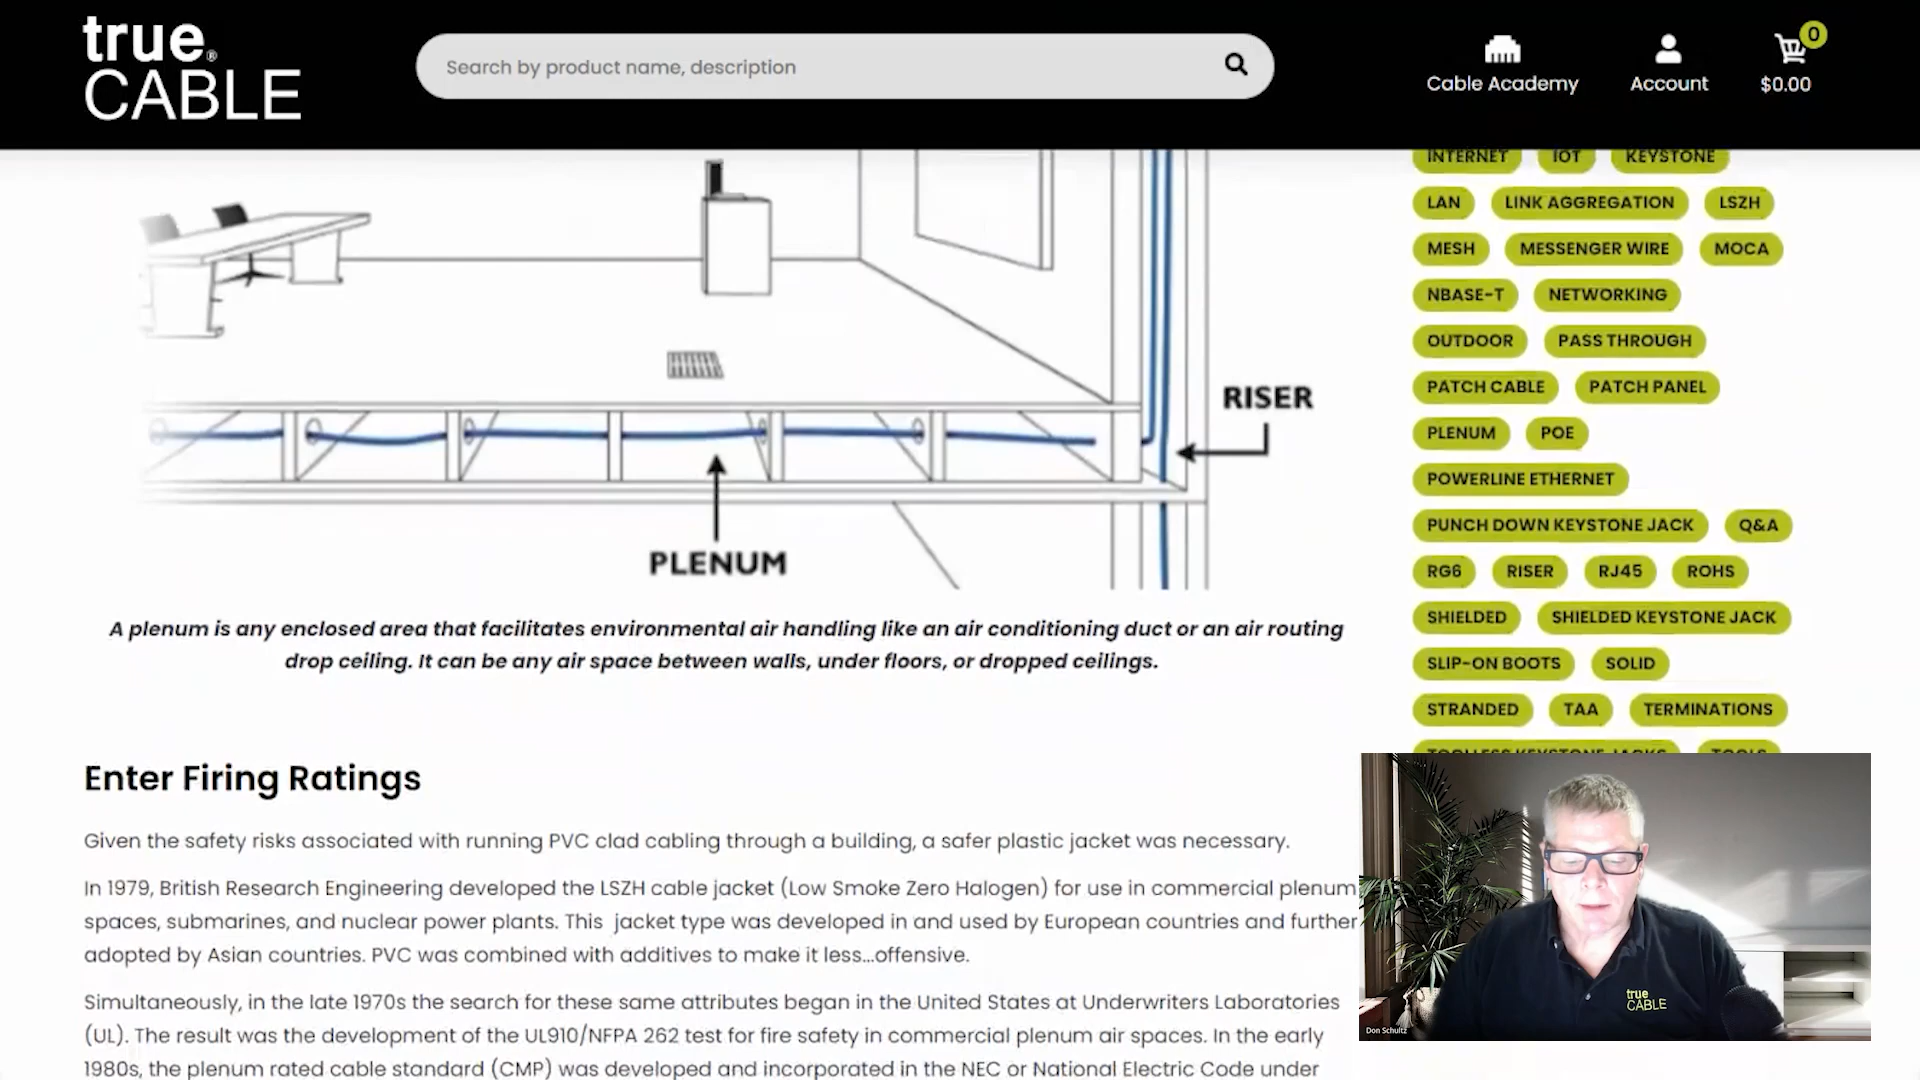 true®
CABLE
Search by product name, description
Cable Academy
Account
0
$0.00
INTERNET IOT KEYSTONE
LAN LINK AGGREGATION LSZH
MESH MESSENGER WIRE MOCA
NBASE-T NETWORKING
OUTDOOR PASS THROUGH
PATCH CABLE PATCH PANEL
PLENUM POE
POWERLINE ETHERNET
PUNCH DOWN KEYSTONE JACK Q&A
RG6 RISER RJ45 ROHS
SHIELDED SHIELDED KEYSTONE JACK
SLIP-ON BOOTS SOLID
STRANDED TAA TERMINATIONS
TOOLLESS KEYSTONE JACKS TOOLS
RISER
PLENUM
A plenum is any enclosed area that facilitates environmental air handling like an air conditioning duct or an air routing
drop ceiling. It can be any air space between walls, under floors, or dropped ceilings.
Enter Firing Ratings
Given the safety risks associated with running PVC clad cabling through a building, a safer plastic jacket was necessary.
In 1979, British Research Engineering developed the LSZH cable jacket (Low Smoke Zero Halogen) for use in commercial plenum
spaces, submarines, and nuclear power plants. This jacket type was developed in and used by European countries and further
adopted by Asian countries. PVC was combined with additives to make it less...offensive.
Simultaneously, in the late 1970s the search for these same attributes began in the United States at Underwriters Laboratories
(UL). The result was the development of the UL910/NFPA 262 test for fire safety in commercial plenum air spaces. In the early
1980s, the plenum rated cable standard (CMP) was developed and incorporated in the NEC or National Electric Code under
true
CABLE
Don Schultz